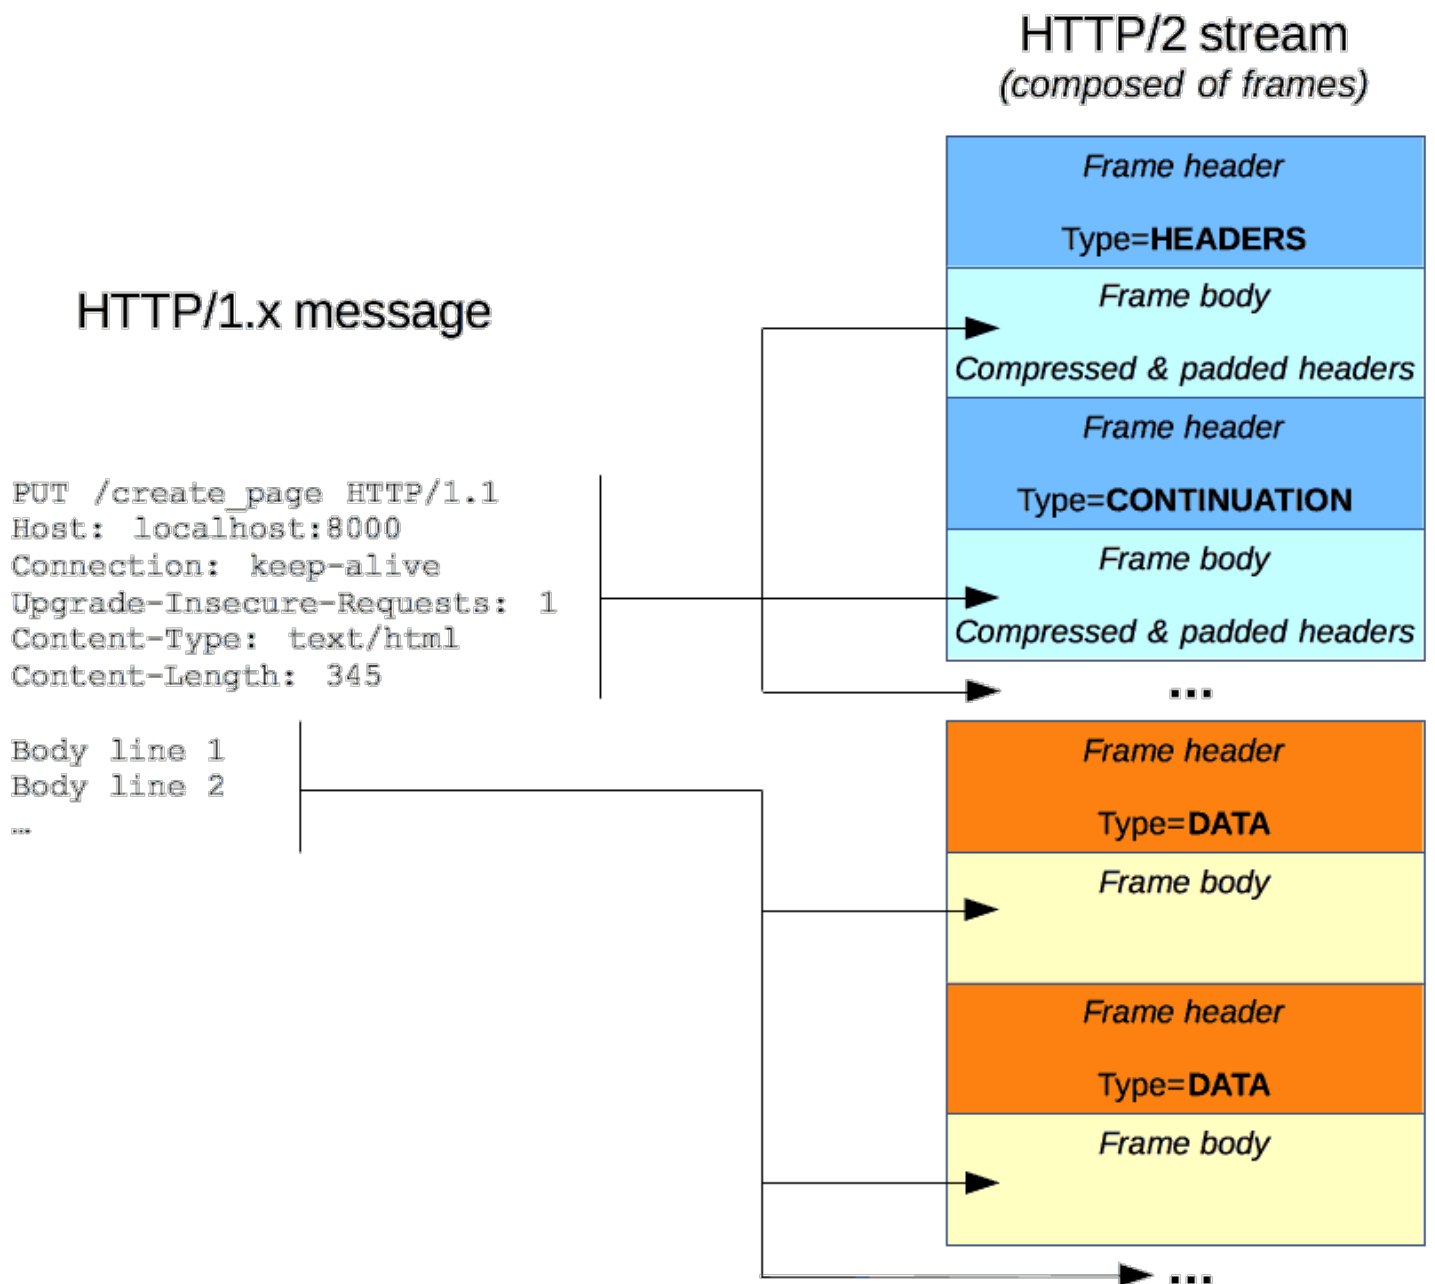 HTTP/2 stream
(composed of frames)
Frame header
Type=HEADERS
Frame body
Compressed & padded headers
Frame header
Type=CONTINUATION
Frame body
Compressed & padded headers
...
Frame header
Type=DATA
Frame body
Frame header
Type=DATA
Frame body
...
HTTP/1.x message
PUT /create_page HTTP/1.1
Host: localhost:8000
Connection: keep-alive
Upgrade-Insecure-Requests: 1
Content-Type: text/html
Content-Length: 345
Body line 1
Body line 2
…